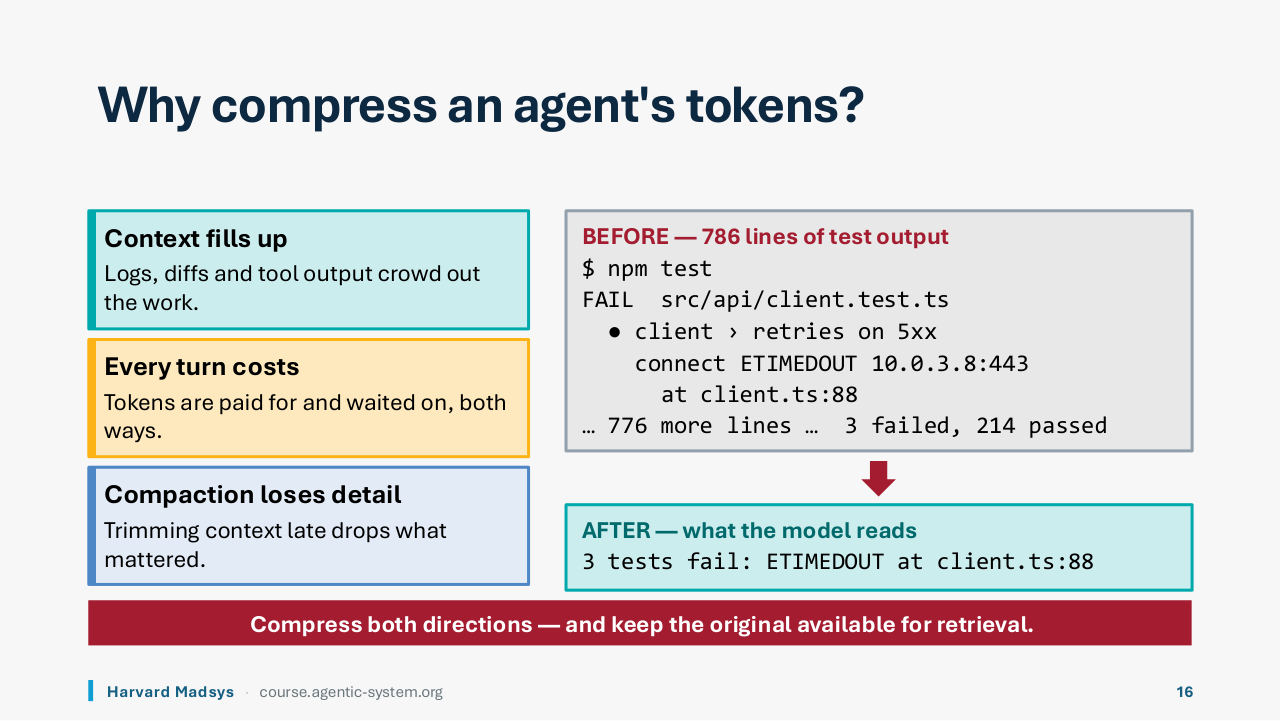 Why compress an agent's tokens?
Context fills up
Logs, diffs and tool output crowd out
the work.
Every turn costs
Tokens are paid for and waited on, both
ways.
Compaction loses detail
Trimming context late drops what
mattered.
BEFORE — 786 lines of test output
$ npm test
FAIL  src/api/client.test.ts
  ● client › retries on 5xx
    connect ETIMEDOUT 10.0.3.8:443
      at client.ts:88
… 776 more lines …  3 failed, 214 passed
AFTER — what the model reads
3 tests fail: ETIMEDOUT at client.ts:88
Compress both directions — and keep the original available for retrieval.
Harvard Madsys · course.agentic-system.org
16